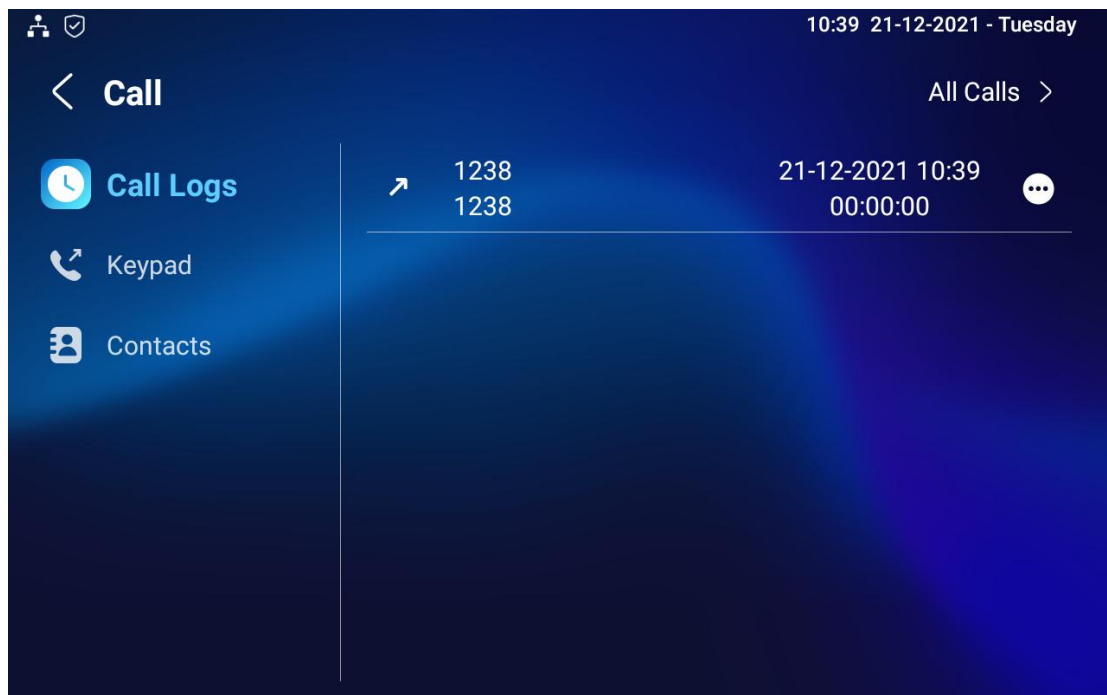 10:39 21-12-2021 - Tuesday
Call
All Calls
Call Logs
Keypad
Contacts
1238
21-12-2021 10:39
1238
00:00:00